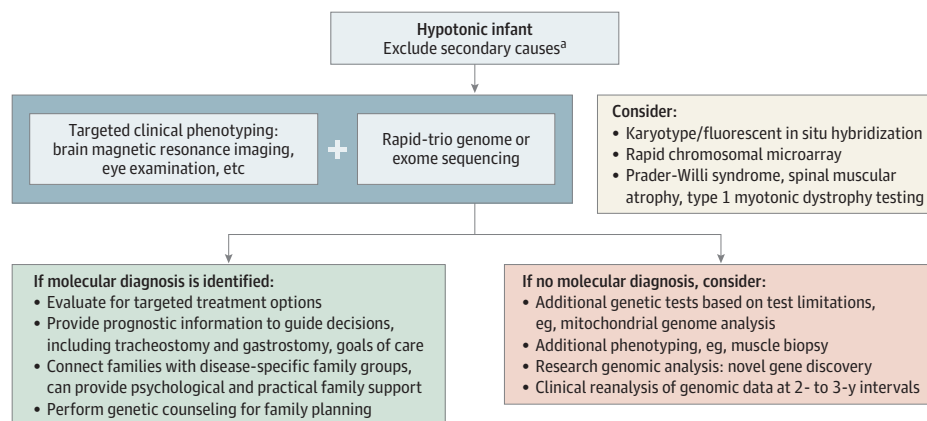 Hypotonic infant
Exclude secondary causesa
Targeted clinical phenotyping:
brain magnetic resonance imaging,
eye examination, etc
+
Rapid-trio genome or
exome sequencing
Consider:
• Karyotype/fluorescent in situ hybridization
• Rapid chromosomal microarray
• Prader-Willi syndrome, spinal muscular
atrophy, type 1 myotonic dystrophy testing
If molecular diagnosis is identified:
• Evaluate for targeted treatment options
• Provide prognostic information to guide decisions,
including tracheostomy and gastrostomy, goals of care
• Connect families with disease-specific family groups,
can provide psychological and practical family support
• Perform genetic counseling for family planning
If no molecular diagnosis, consider:
• Additional genetic tests based on test limitations,
eg, mitochondrial genome analysis
• Additional phenotyping, eg, muscle biopsy
• Research genomic analysis: novel gene discovery
• Clinical reanalysis of genomic data at 2- to 3-y intervals